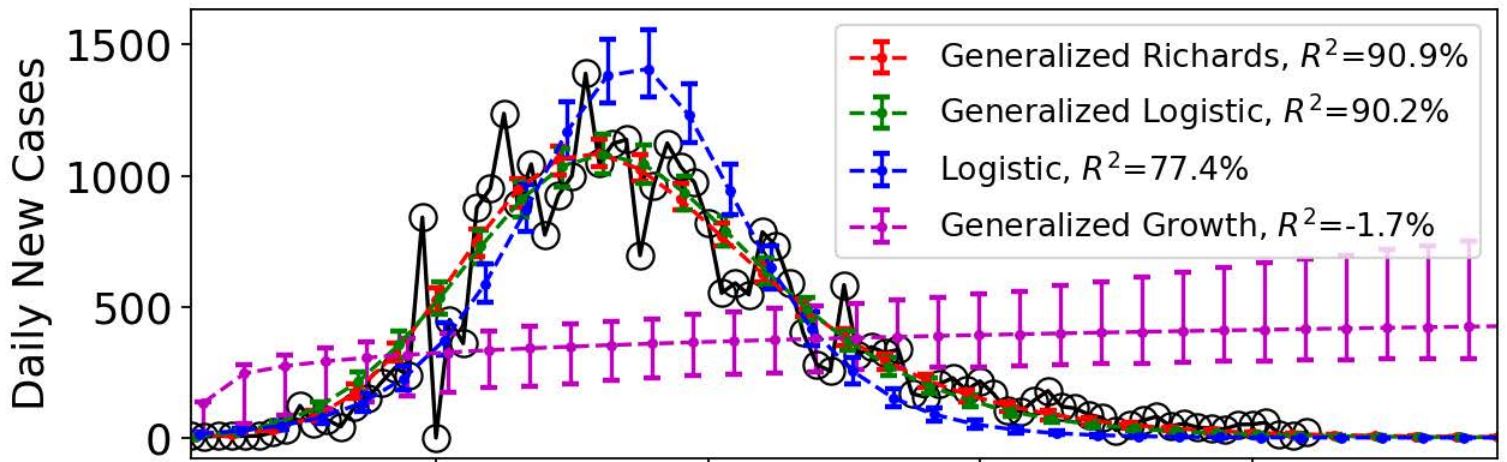 Daily New Cases
1500
1000
500
0
Generalized Richards, R²=90.9%
Generalized Logistic, R²=90.2%
Logistic, R²=77.4%
Generalized Growth, R²=-1.7%